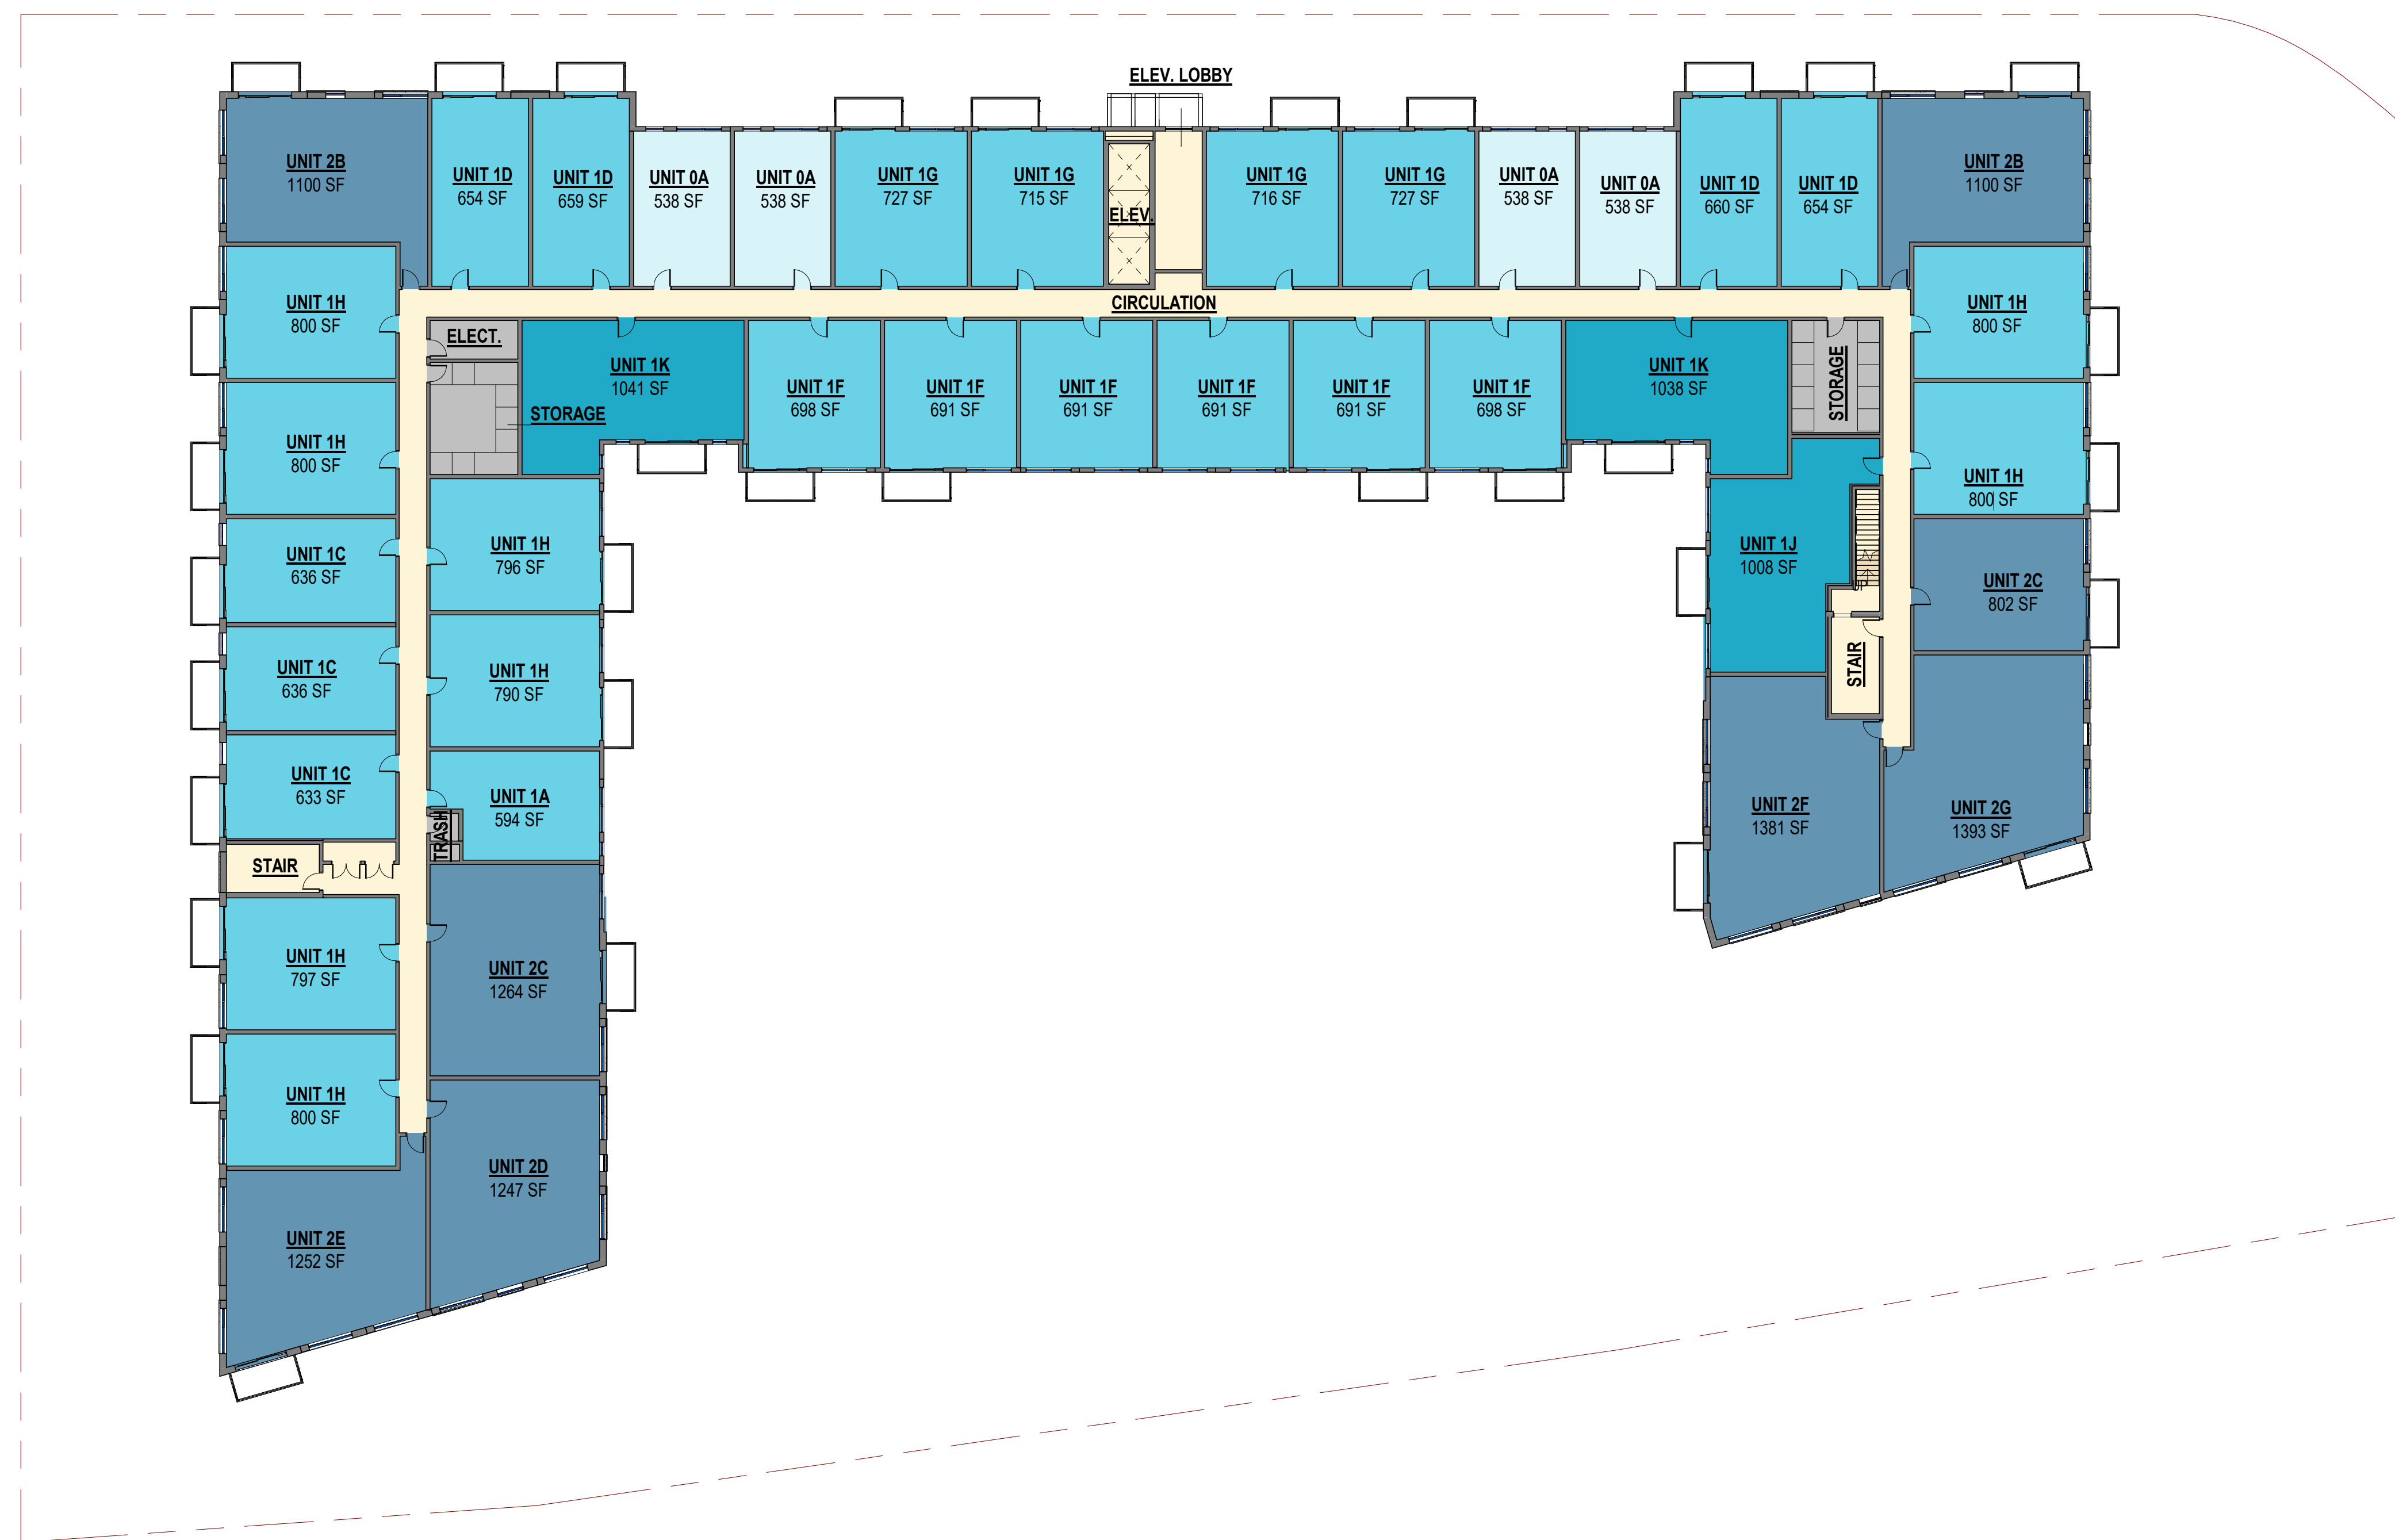 ELEV. LOBBY
UNIT 2B
1100 SF
UNIT 1D
654 SF
UNIT 1D
659 SF
UNIT 0A
538 SF
UNIT 0A
538 SF
UNIT 1G
727 SF
UNIT 1G
715 SF
ELEV.
UNIT 1G
716 SF
UNIT 1G
727 SF
UNIT 0A
538 SF
UNIT 0A
538 SF
UNIT 1D
660 SF
UNIT 1D
654 SF
UNIT 2B
1100 SF
CIRCULATION
UNIT 1H
800 SF
ELECT.
UNIT 1K
1041 SF
STORAGE
UNIT 1F
698 SF
UNIT 1F
691 SF
UNIT 1F
691 SF
UNIT 1F
691 SF
UNIT 1F
691 SF
UNIT 1F
698 SF
UNIT 1K
1038 SF
STORAGE
UNIT 1H
800 SF
UNIT 1H
800 SF
UNIT 1H
800 SF
UNIT 1C
636 SF
UNIT 1H
796 SF
UNIT 1J
1008 SF
UP
UNIT 2C
802 SF
UNIT 1C
636 SF
UNIT 1H
790 SF
STAIR
UNIT 1C
633 SF
UNIT 1A
594 SF
TRASH
UNIT 2F
1381 SF
UNIT 2G
1393 SF
STAIR
UNIT 1H
797 SF
UNIT 2C
1264 SF
UNIT 1H
800 SF
UNIT 2D
1247 SF
UNIT 2E
1252 SF